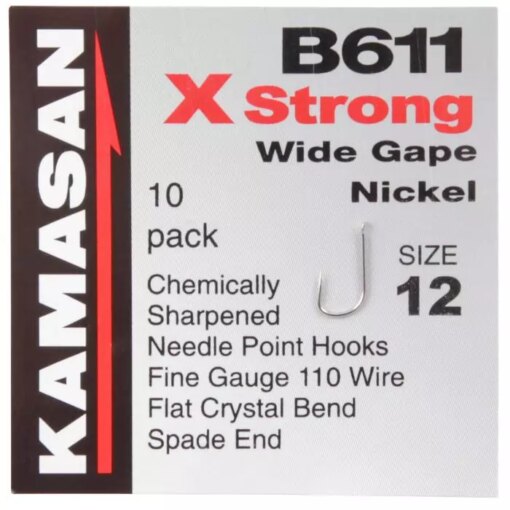 KAMASAN
B611
X Strong
Wide Gape
Nickel
10
pack
SIZE
12
Chemically
Sharpened
Needle Point Hooks
Fine Gauge 110 Wire
Flat Crystal Bend
Spade End